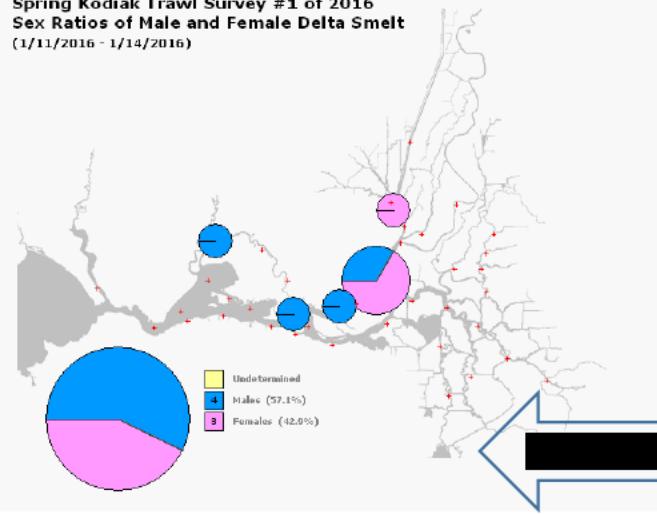 Spring Kodiak Trawl Survey #1 of 2016
Sex Ratios of Male and Female Delta Smelt
(1/11/2016 - 1/14/2016)
Undetermined
4 Males (57.1%)
3 Females (42.9%)